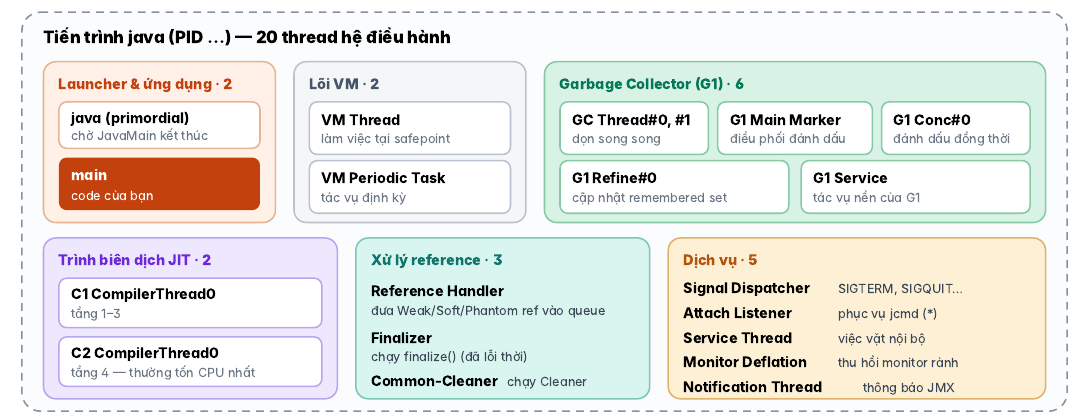 Tiến trình java (PID ...) — 20 thread hệ điều hành
Launcher & ứng dụng · 2
java (primordial)
chờ JavaMain kết thúc
main
code của bạn
Lõi VM · 2
VM Thread
làm việc tại safepoint
VM Periodic Task
tác vụ định kỳ
Garbage Collector (G1) · 6
GC Thread#0, #1
dọn song song
G1 Main Marker
điều phối đánh dấu
G1 Conc#0
đánh dấu đồng thời
G1 Refine#0
cập nhật remembered set
G1 Service
tác vụ nền của G1
Trình biên dịch JIT · 2
C1 CompilerThread0
tầng 1–3
C2 CompilerThread0
tầng 4 — thường tốn CPU nhất
Xử lý reference · 3
Reference Handler
đưa Weak/Soft/Phantom ref vào queue
Finalizer
chạy finalize() (đã lỗi thời)
Common-Cleaner chạy Cleaner
Dịch vụ · 5
Signal Dispatcher SIGTERM, SIGQUIT...
Attach Listener phục vụ jcmd (*)
Service Thread việc vặt nội bộ
Monitor Deflation thu hồi monitor rảnh
Notification Thread thông báo JMX